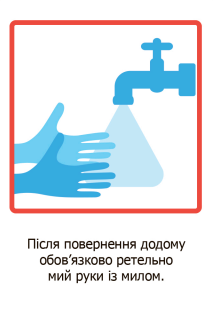 Після повернення додому
обов’язково ретельно
мий руки із милом.